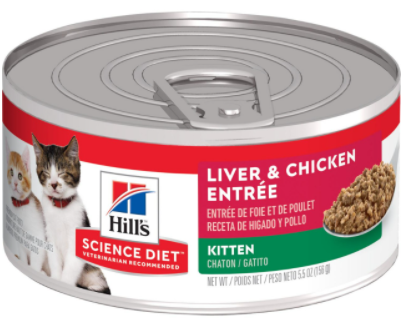 LIVER & CHICKEN
ENTRÉE
ENTRÉE DE FOIE ET DE POULET
RECETA DE HIGADO Y POLLO
Hill's
SCIENCE DIET
VETERINARIAN RECOMMENDED
KITTEN
CHATON / GATITO
NET WT / POIDS NET / PESO NETO 5.5 OZ (156 g)